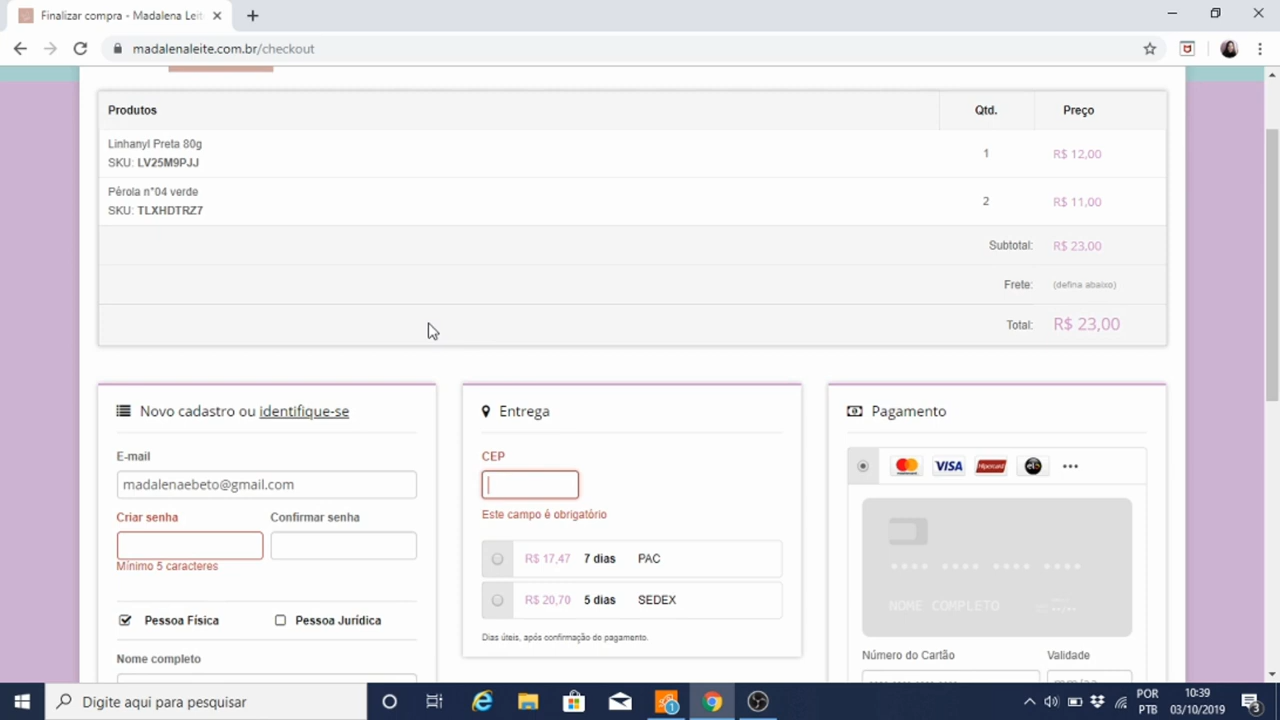 Finalizar compra - Madalena Leit
madalenaleite.com.br/checkout
Produtos Qtd. Preço
Linhanyl Preta 80g
SKU: LV25M9PJJ 1 R$ 12,00
Pérola n°04 verde
SKU: TLXHDTRZ7 2 R$ 11,00
Subtotal: R$ 23,00
Frete: (defina abaixo)
Total: R$ 23,00
Novo cadastro ou identifique-se
E-mail
madalenaebeto@gmail.com
Criar senha Confirmar senha
Mínimo 5 caracteres
Pessoa Física Pessoa Jurídica
Nome completo
Entrega
CEP
Este campo é obrigatório
R$ 17,47 7 dias PAC
R$ 20,70 5 dias SEDEX
Dias úteis, após confirmação do pagamento.
Pagamento
VISA Hipercard elo •••
•••• •••• •••• ••••
NOME COMPLETO ••/••
Número do Cartão Validade
Digite aqui para pesquisar
POR 10:39
PTB 03/10/2019